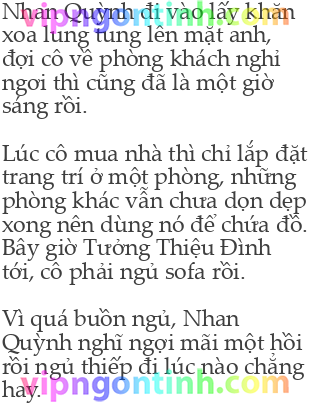 Nhan Quỳnh đi vào lấy khăn
xoa lung tung lên mặt anh,
đợi cô về phòng khách nghỉ
ngơi thì cũng đã là một giờ
sáng rồi.
Lúc cô mua nhà thì chỉ lắp đặt
trang trí ở một phòng, những
phòng khác vẫn chưa dọn dẹp
xong nên dùng nó để chứa đồ.
Bây giờ Tưởng Thiệu Đình
tới, cô phải ngủ sofa rồi.
Vì quá buồn ngủ, Nhan
Quỳnh nghĩ ngợi mãi một hồi
rồi ngủ thiếp đi lúc nào chẳng
hay.
vipngontinh.com
vipngontinh.com